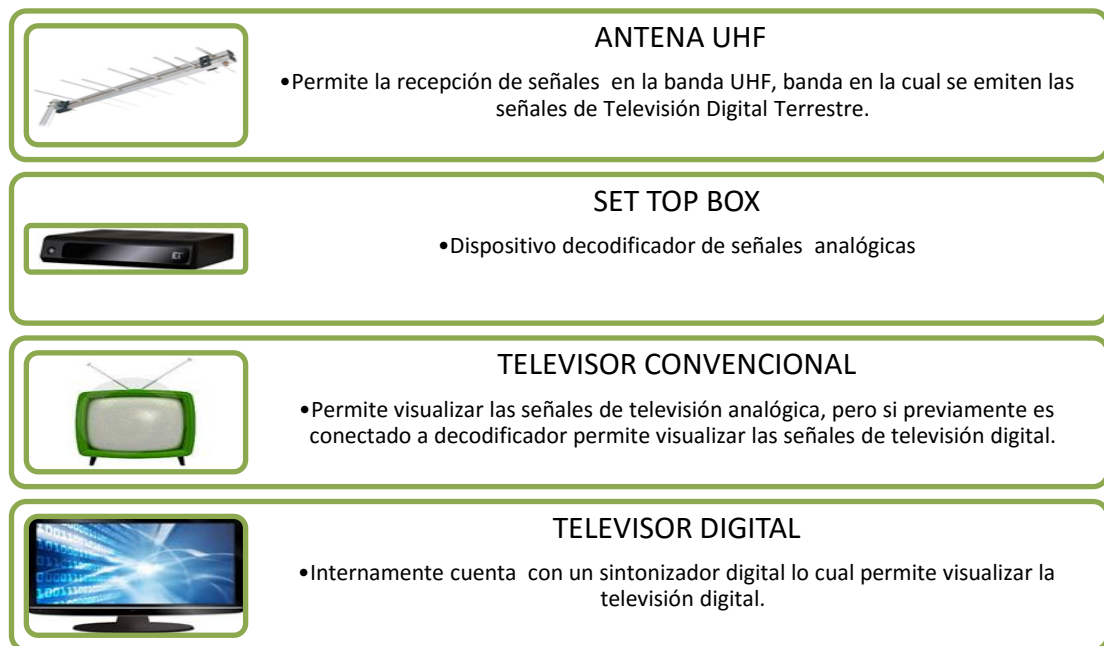 ANTENA UHF
•Permite la recepción de señales en la banda UHF, banda en la cual se emiten las
señales de Televisión Digital Terrestre.
SET TOP BOX
•Dispositivo decodificador de señales analógicas
TELEVISOR CONVENCIONAL
•Permite visualizar las señales de televisión analógica, pero si previamente es
conectado a decodificador permite visualizar las señales de televisión digital.
TELEVISOR DIGITAL
•Internamente cuenta con un sintonizador digital lo cual permite visualizar la
televisión digital.